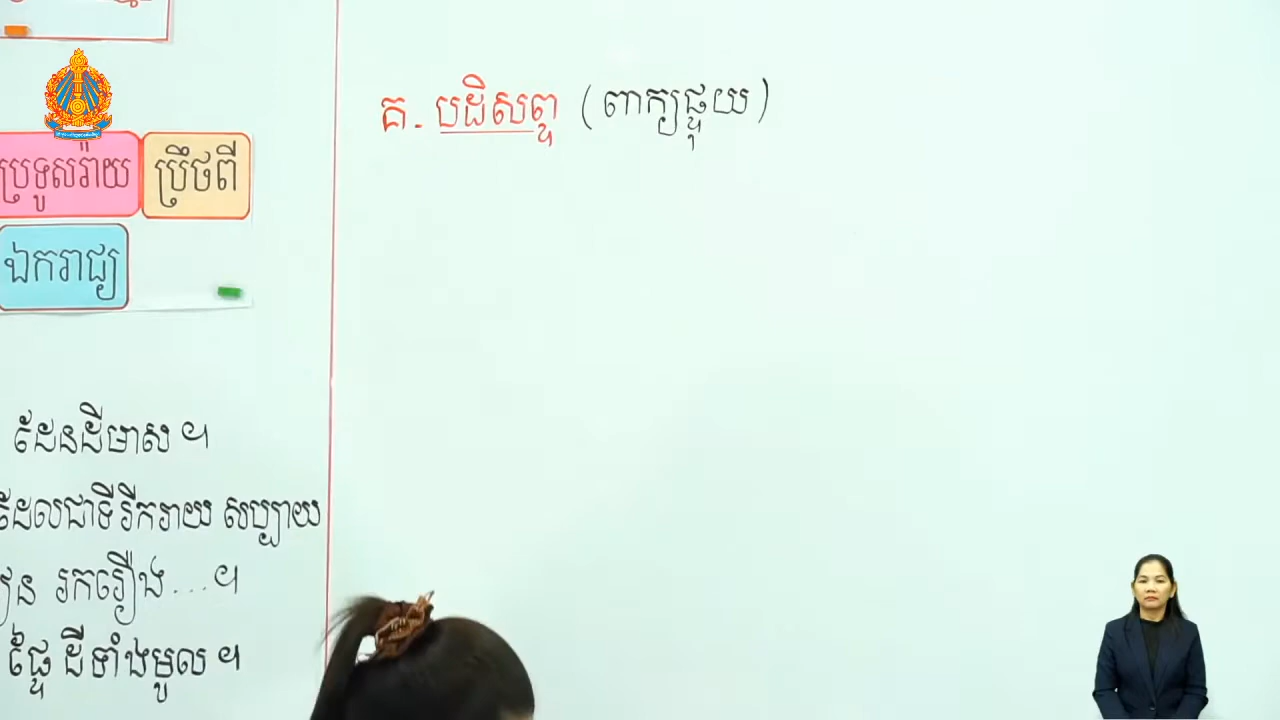 គ. បដិសព្ទ (ពាក្យផ្ទុយ)
ប្រទូសរ៉ាយ ប្រឹថពី
ឯករាជ្យ
ដែនដីមាស ។
ដែលជាទីរីករាយ សប្បាយ
រករឿង...។
ផ្ទៃ ដីទាំងមូល ។